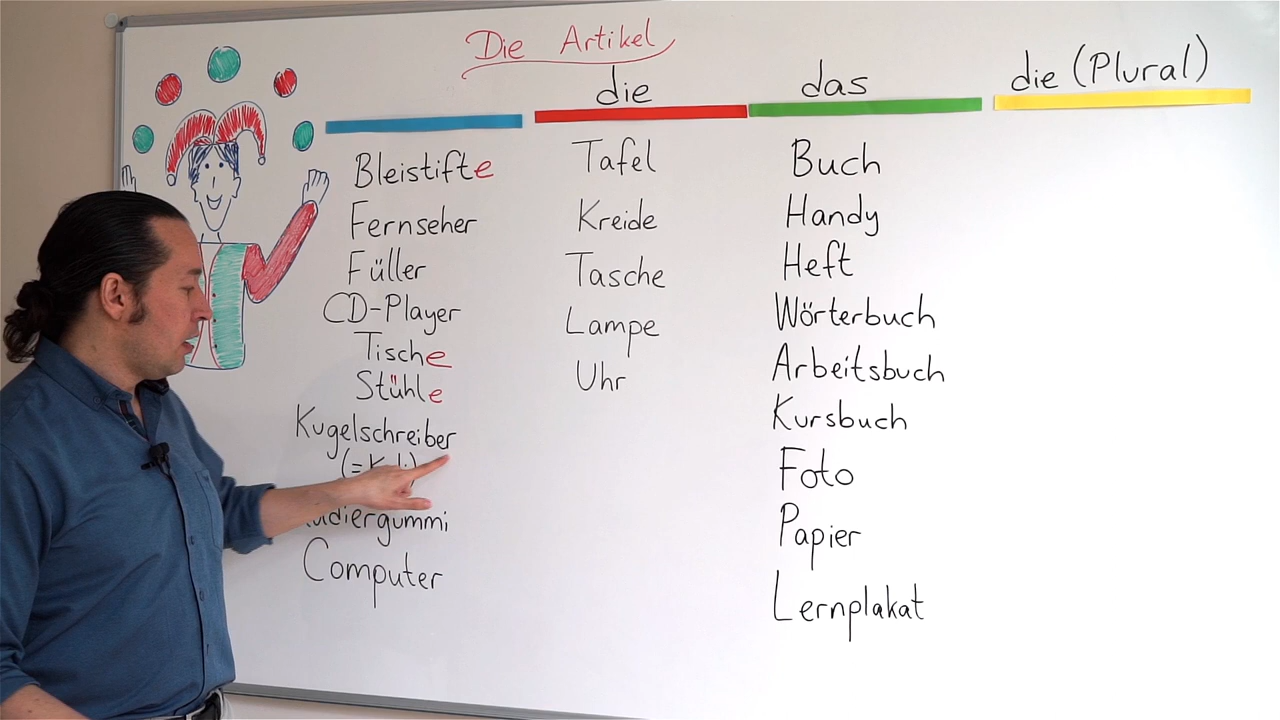 Die Artikel
die
das
die (Plural)
Bleistifte
Fernseher
Füller
CD-Player
Tische
Stühle
Kugelschreiber
Computer
Tafel
Kreide
Tasche
Lampe
Uhr
Buch
Handy
Heft
Wörterbuch
Arbeitsbuch
Kursbuch
Foto
Papier
Lernplakat